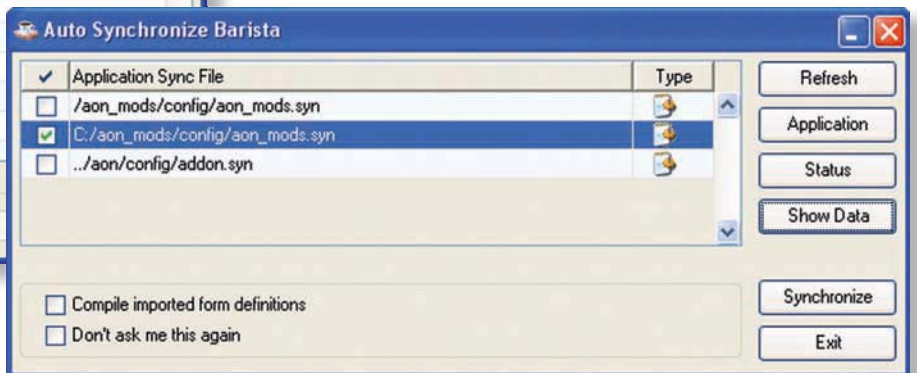 Auto Synchronize Barista
Application Sync File Type
/aon_mods/config/aon_mods.syn
C:/aon_mods/config/aon_mods.syn
../aon/config/addon.syn
Refresh
Application
Status
Show Data
Compile imported form definitions
Don't ask me this again
Synchronize
Exit